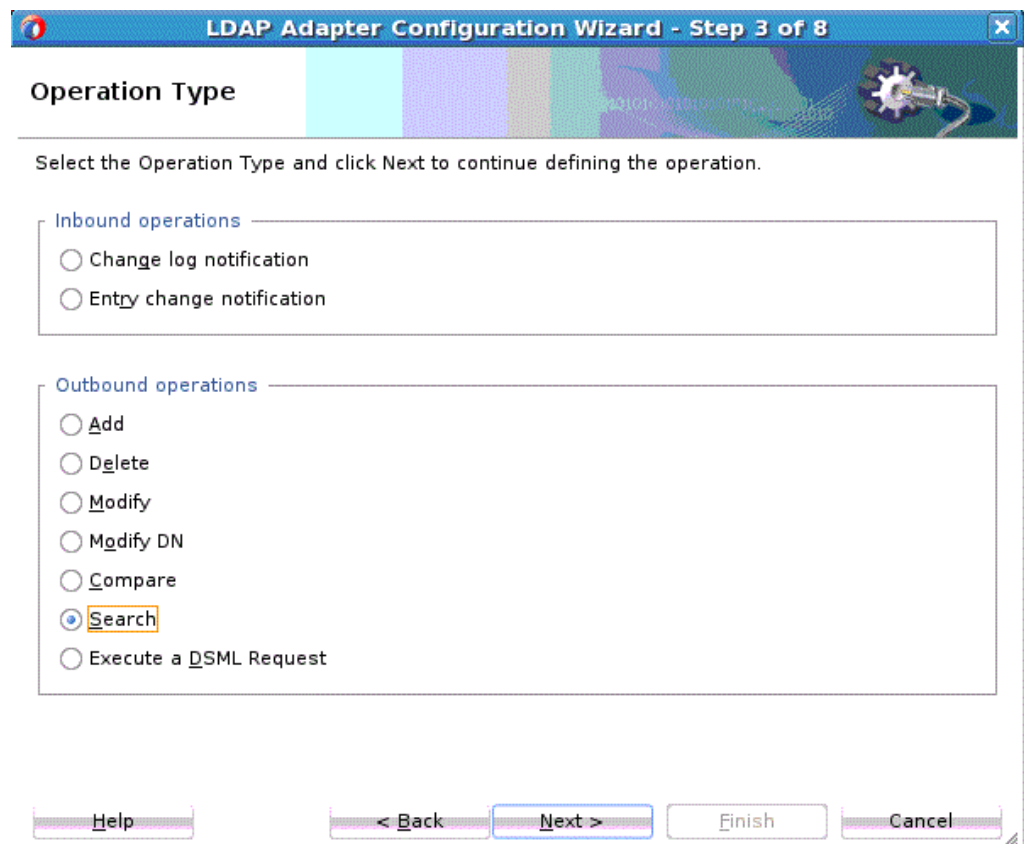 LDAP Adapter Configuration Wizard - Step 3 of 8
Operation Type
Select the Operation Type and click Next to continue defining the operation.
Inbound operations
Change log notification
Entry change notification
Outbound operations
Add
Delete
Modify
Modify DN
Compare
Search
Execute a DSML Request
Help
< Back
Next >
Finish
Cancel